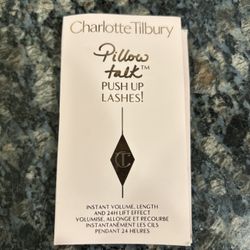 Charlotte Tilbury
Pillow
talk™
PUSH UP
LASHES!
CT
INSTANT VOLUME, LENGTH
AND 24H LIFT EFFECT
VOLUMISE, ALLONGE ET RECOURBE
INSTANTANÉMENT LES CILS
PENDANT 24 HEURES